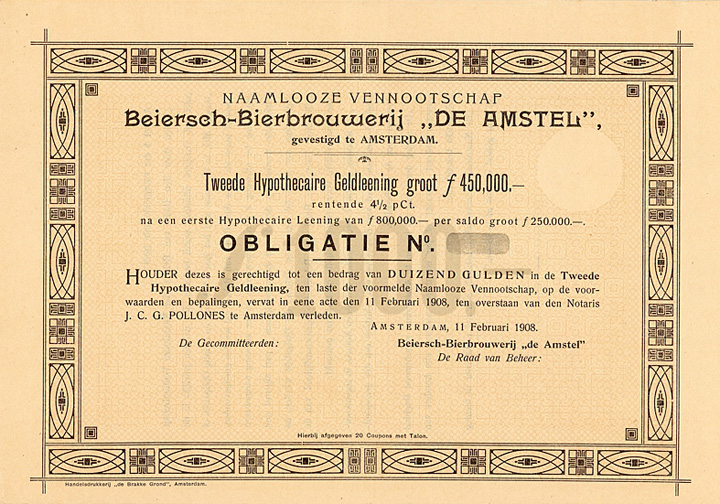 NAAMLOOZE VENNOOTSCHAP
Beiersch-Bierbrouwerij „DE AMSTEL”,
gevestigd te AMSTERDAM.
Tweede Hypothecaire Geldleening groot ƒ 450,000.—
rentende 4½ pCt.
na een eerste Hypothecaire Leening van ƒ 800,000.— per saldo groot ƒ 250.000.—.
OBLIGATIE No.
HOUDER dezes is gerechtigd tot een bedrag van DUIZEND GULDEN in de Tweede
Hypothecaire Geldleening, ten laste der voormelde Naamlooze Vennootschap, op de voor-
waarden en bepalingen, vervat in eene acte den 11 Februari 1908, ten overstaan van den Notaris
J. C. G. POLLONES te Amsterdam verleden.
AMSTERDAM, 11 Februari 1908.
De Gecommitteerden:
Beiersch-Bierbrouwerij „de Amstel”
De Raad van Beheer:
Hierbij afgegeven 20 Coupons met Talon.
Handelsdrukkerij „de Brakke Grond”, Amsterdam.